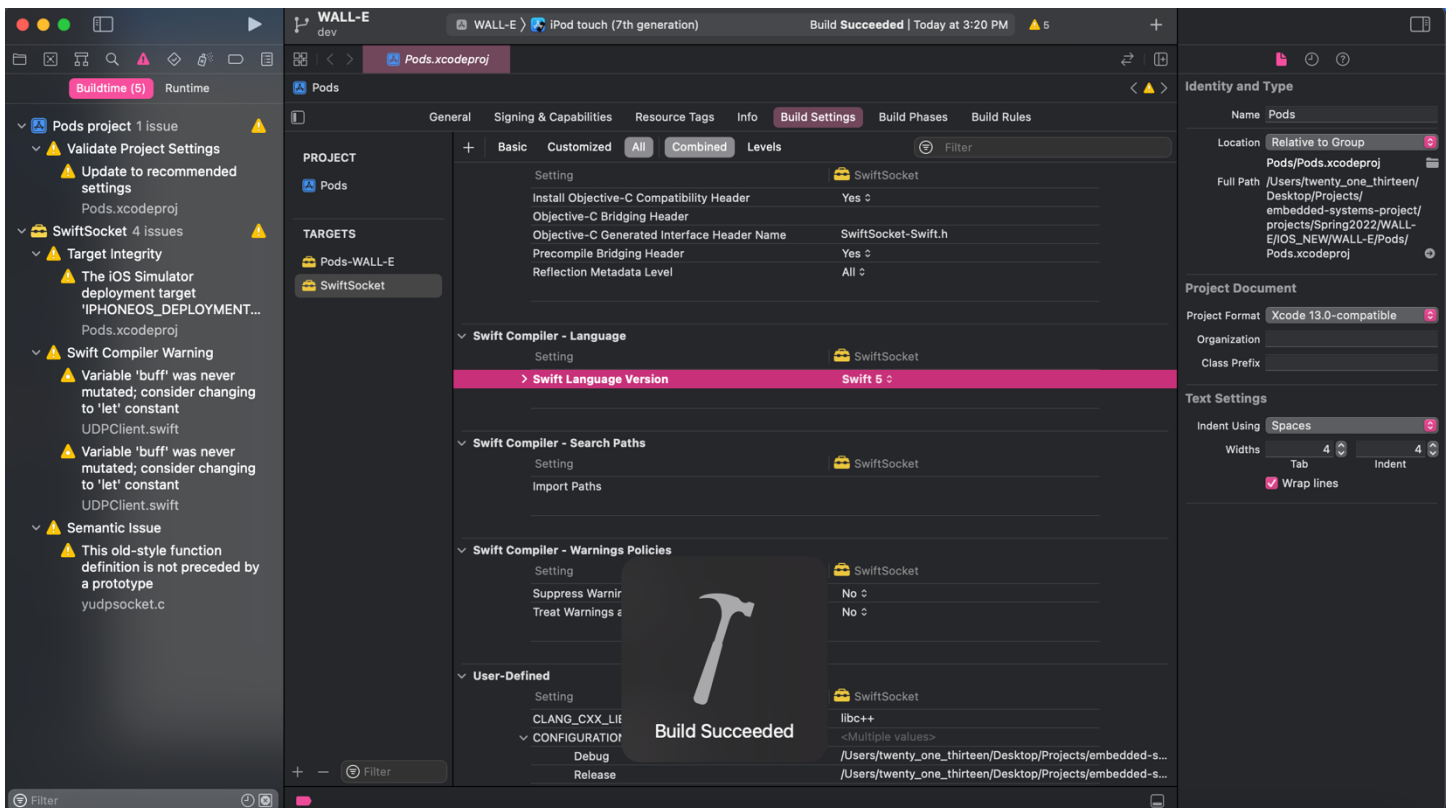 WALL-E
dev
WALL-E 〉 iPod touch (7th generation)
Build Succeeded | Today at 3:20 PM
5
Pods.xcodeproj
Buildtime (5)
Runtime
Pods project 1 issue
Validate Project Settings
Update to recommended
settings
Pods.xcodeproj
SwiftSocket 4 issues
Target Integrity
The iOS Simulator
deployment target
'IPHONEOS_DEPLOYMENT...
Pods.xcodeproj
Swift Compiler Warning
Variable 'buff' was never
mutated; consider changing
to 'let' constant
UDPClient.swift
Variable 'buff' was never
mutated; consider changing
to 'let' constant
UDPClient.swift
Semantic Issue
This old-style function
definition is not preceded by
a prototype
yudpsocket.c
Filter
Pods
General
Signing & Capabilities
Resource Tags
Info
Build Settings
Build Phases
Build Rules
PROJECT
Pods
TARGETS
Pods-WALL-E
SwiftSocket
Filter
Basic
Customized
All
Combined
Levels
Filter
Setting
SwiftSocket
Install Objective-C Compatibility Header
Yes
Objective-C Bridging Header
Objective-C Generated Interface Header Name
SwiftSocket-Swift.h
Precompile Bridging Header
Yes
Reflection Metadata Level
All
Swift Compiler - Language
Setting
SwiftSocket
Swift Language Version
Swift 5
Swift Compiler - Search Paths
Setting
SwiftSocket
Import Paths
Swift Compiler - Warnings Policies
Setting
SwiftSocket
Suppress Warnin
No
Treat Warnings a
No
User-Defined
Setting
SwiftSocket
CLANG_CXX_LIE
libc++
CONFIGURATION
<Multiple values>
Debug
/Users/twenty_one_thirteen/Desktop/Projects/embedded-s...
Release
/Users/twenty_one_thirteen/Desktop/Projects/embedded-s...
Build Succeeded
Identity and Type
Name
Pods
Location
Relative to Group
Pods/Pods.xcodeproj
Full Path
/Users/twenty_one_thirteen/
Desktop/Projects/
embedded-systems-project/
projects/Spring2022/WALL-
E/IOS_NEW/WALL-E/Pods/
Pods.xcodeproj
Project Document
Project Format
Xcode 13.0-compatible
Organization
Class Prefix
Text Settings
Indent Using
Spaces
Widths
4
4
Tab
Indent
Wrap lines